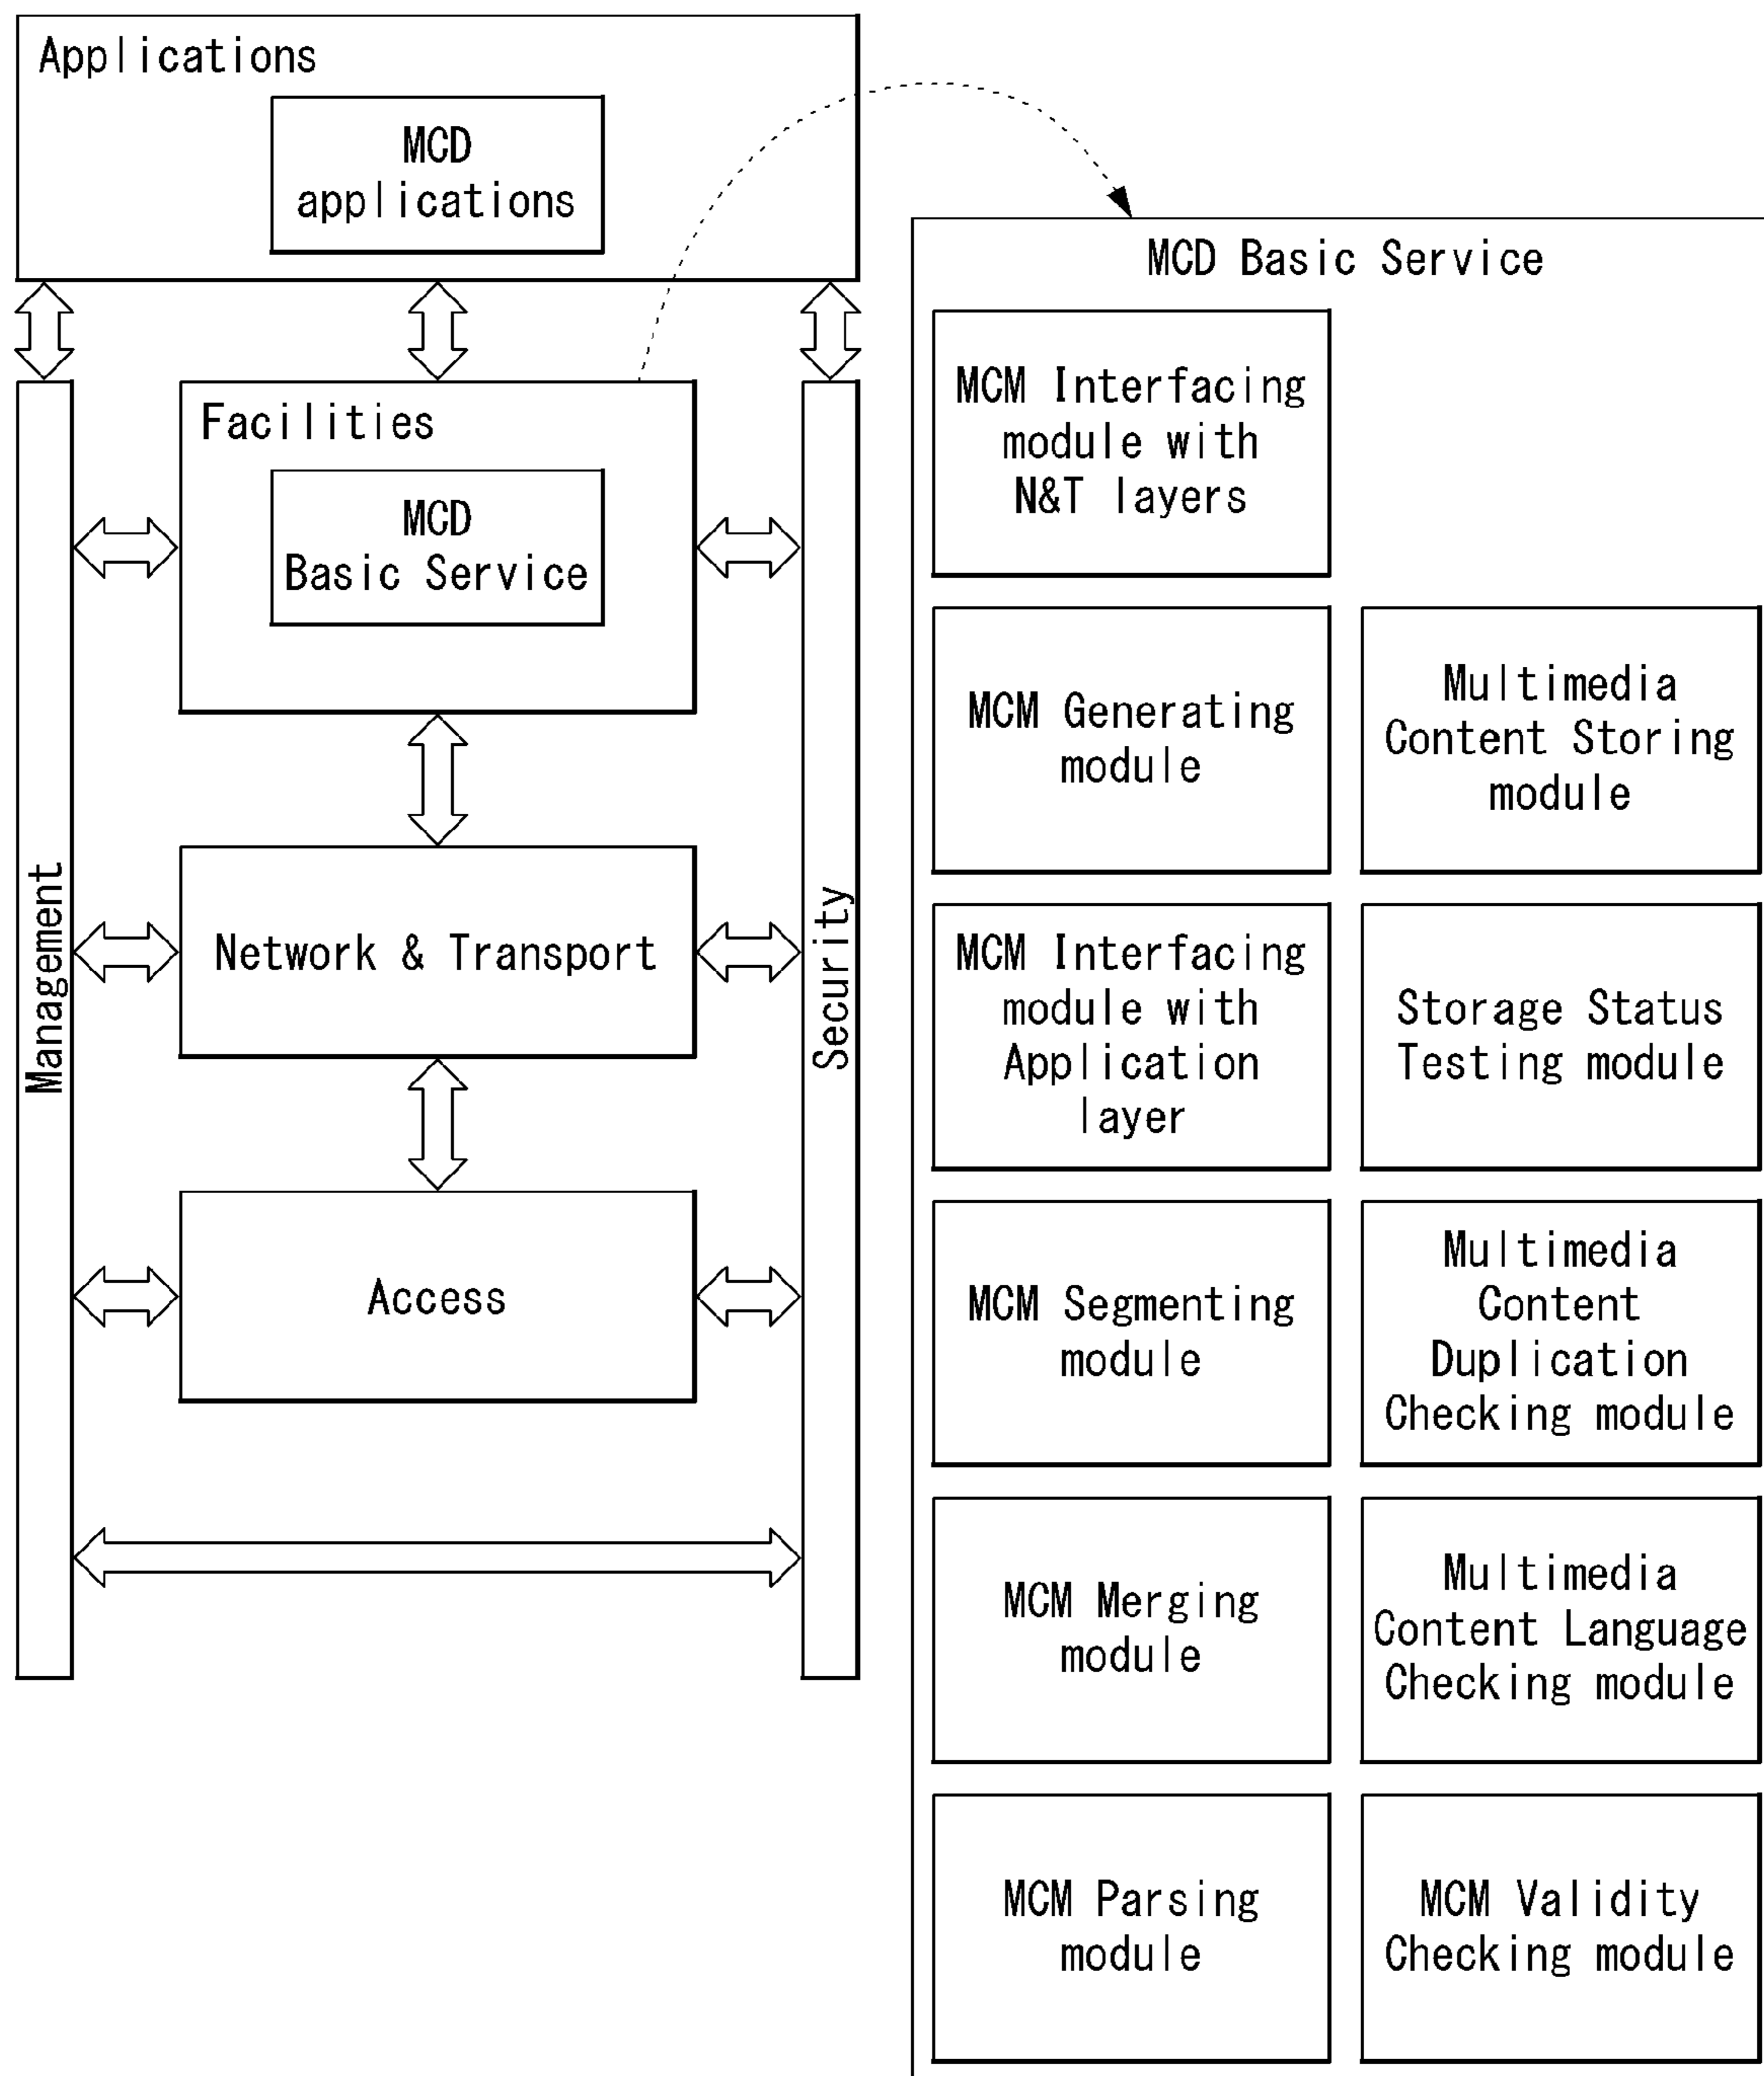 Applications
MCD
applications
Facilities
MCD
Basic Service
Management
Network & Transport
Security
Access
MCD Basic Service
MCM Interfacing
module with
N&T layers
MCM Generating
module
Multimedia
Content Storing
module
MCM Interfacing
module with
Application
layer
Storage Status
Testing module
MCM Segmenting
module
Multimedia
Content
Duplication
Checking module
MCM Merging
module
Multimedia
Content Language
Checking module
MCM Parsing
module
MCM Validity
Checking module